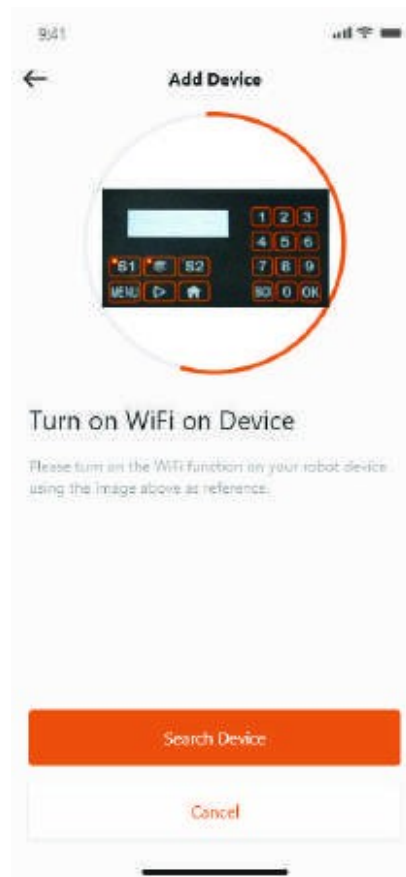 9:41
Add Device
1 2 3
4 5 6
S1 S2 7 8 9
MENU 0 OK
Turn on WiFi on Device
Please turn on the WiFi function on your robot device
using the image above as reference.
Search Device
Cancel